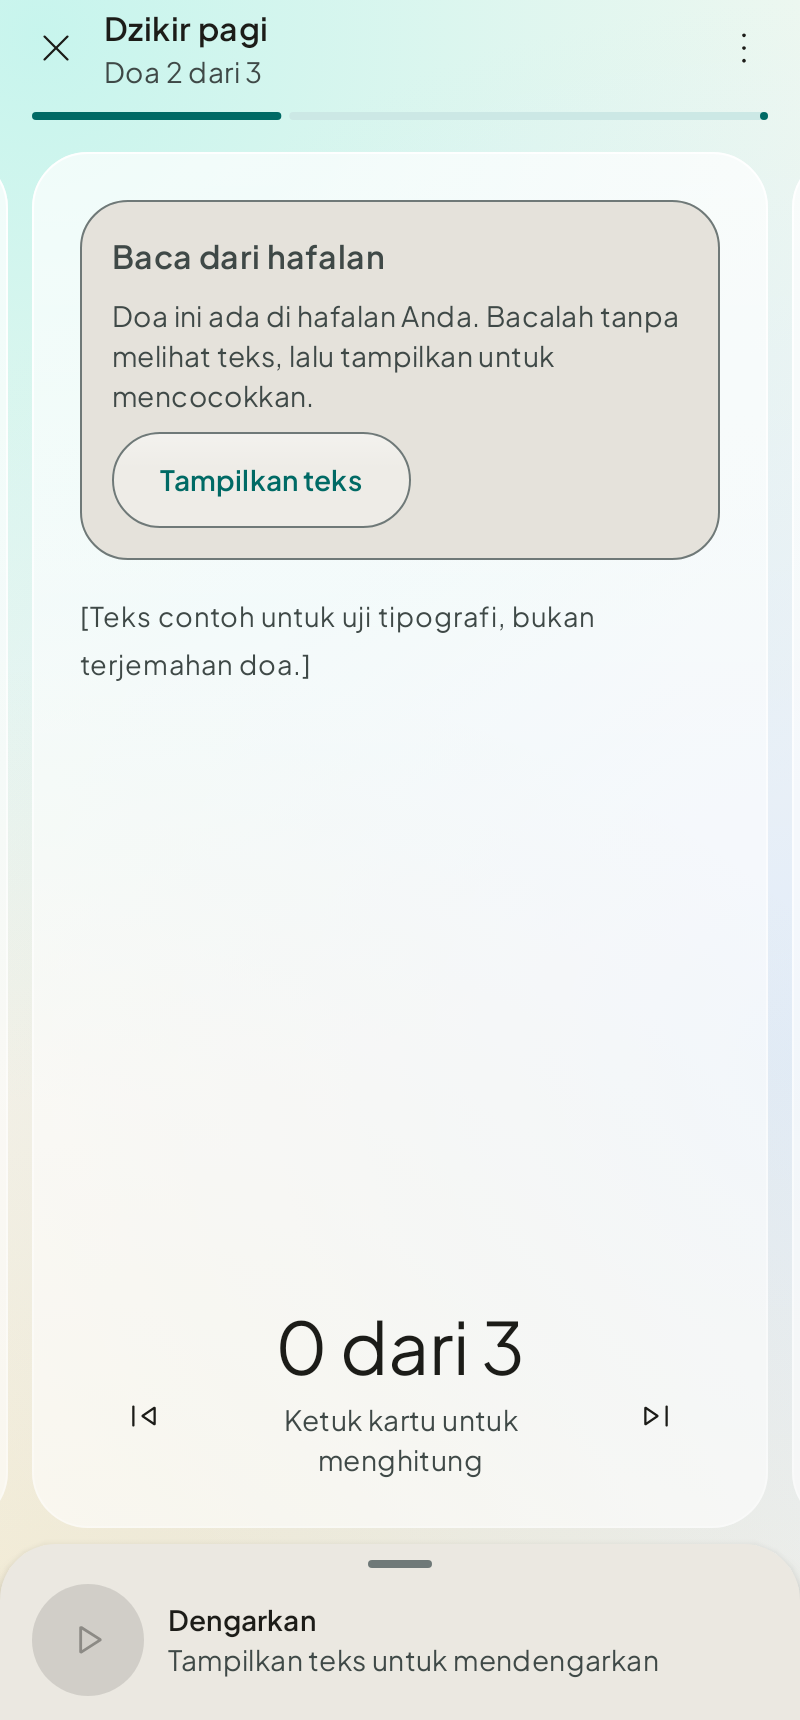 Dzikir pagi
Doa 2 dari 3
Baca dari hafalan
Doa ini ada di hafalan Anda. Bacalah tanpa
melihat teks, lalu tampilkan untuk
mencocokkan.
Tampilkan teks
[Teks contoh untuk uji tipografi, bukan
terjemahan doa.]
0 dari 3
Ketuk kartu untuk
menghitung
Dengarkan
Tampilkan teks untuk mendengarkan